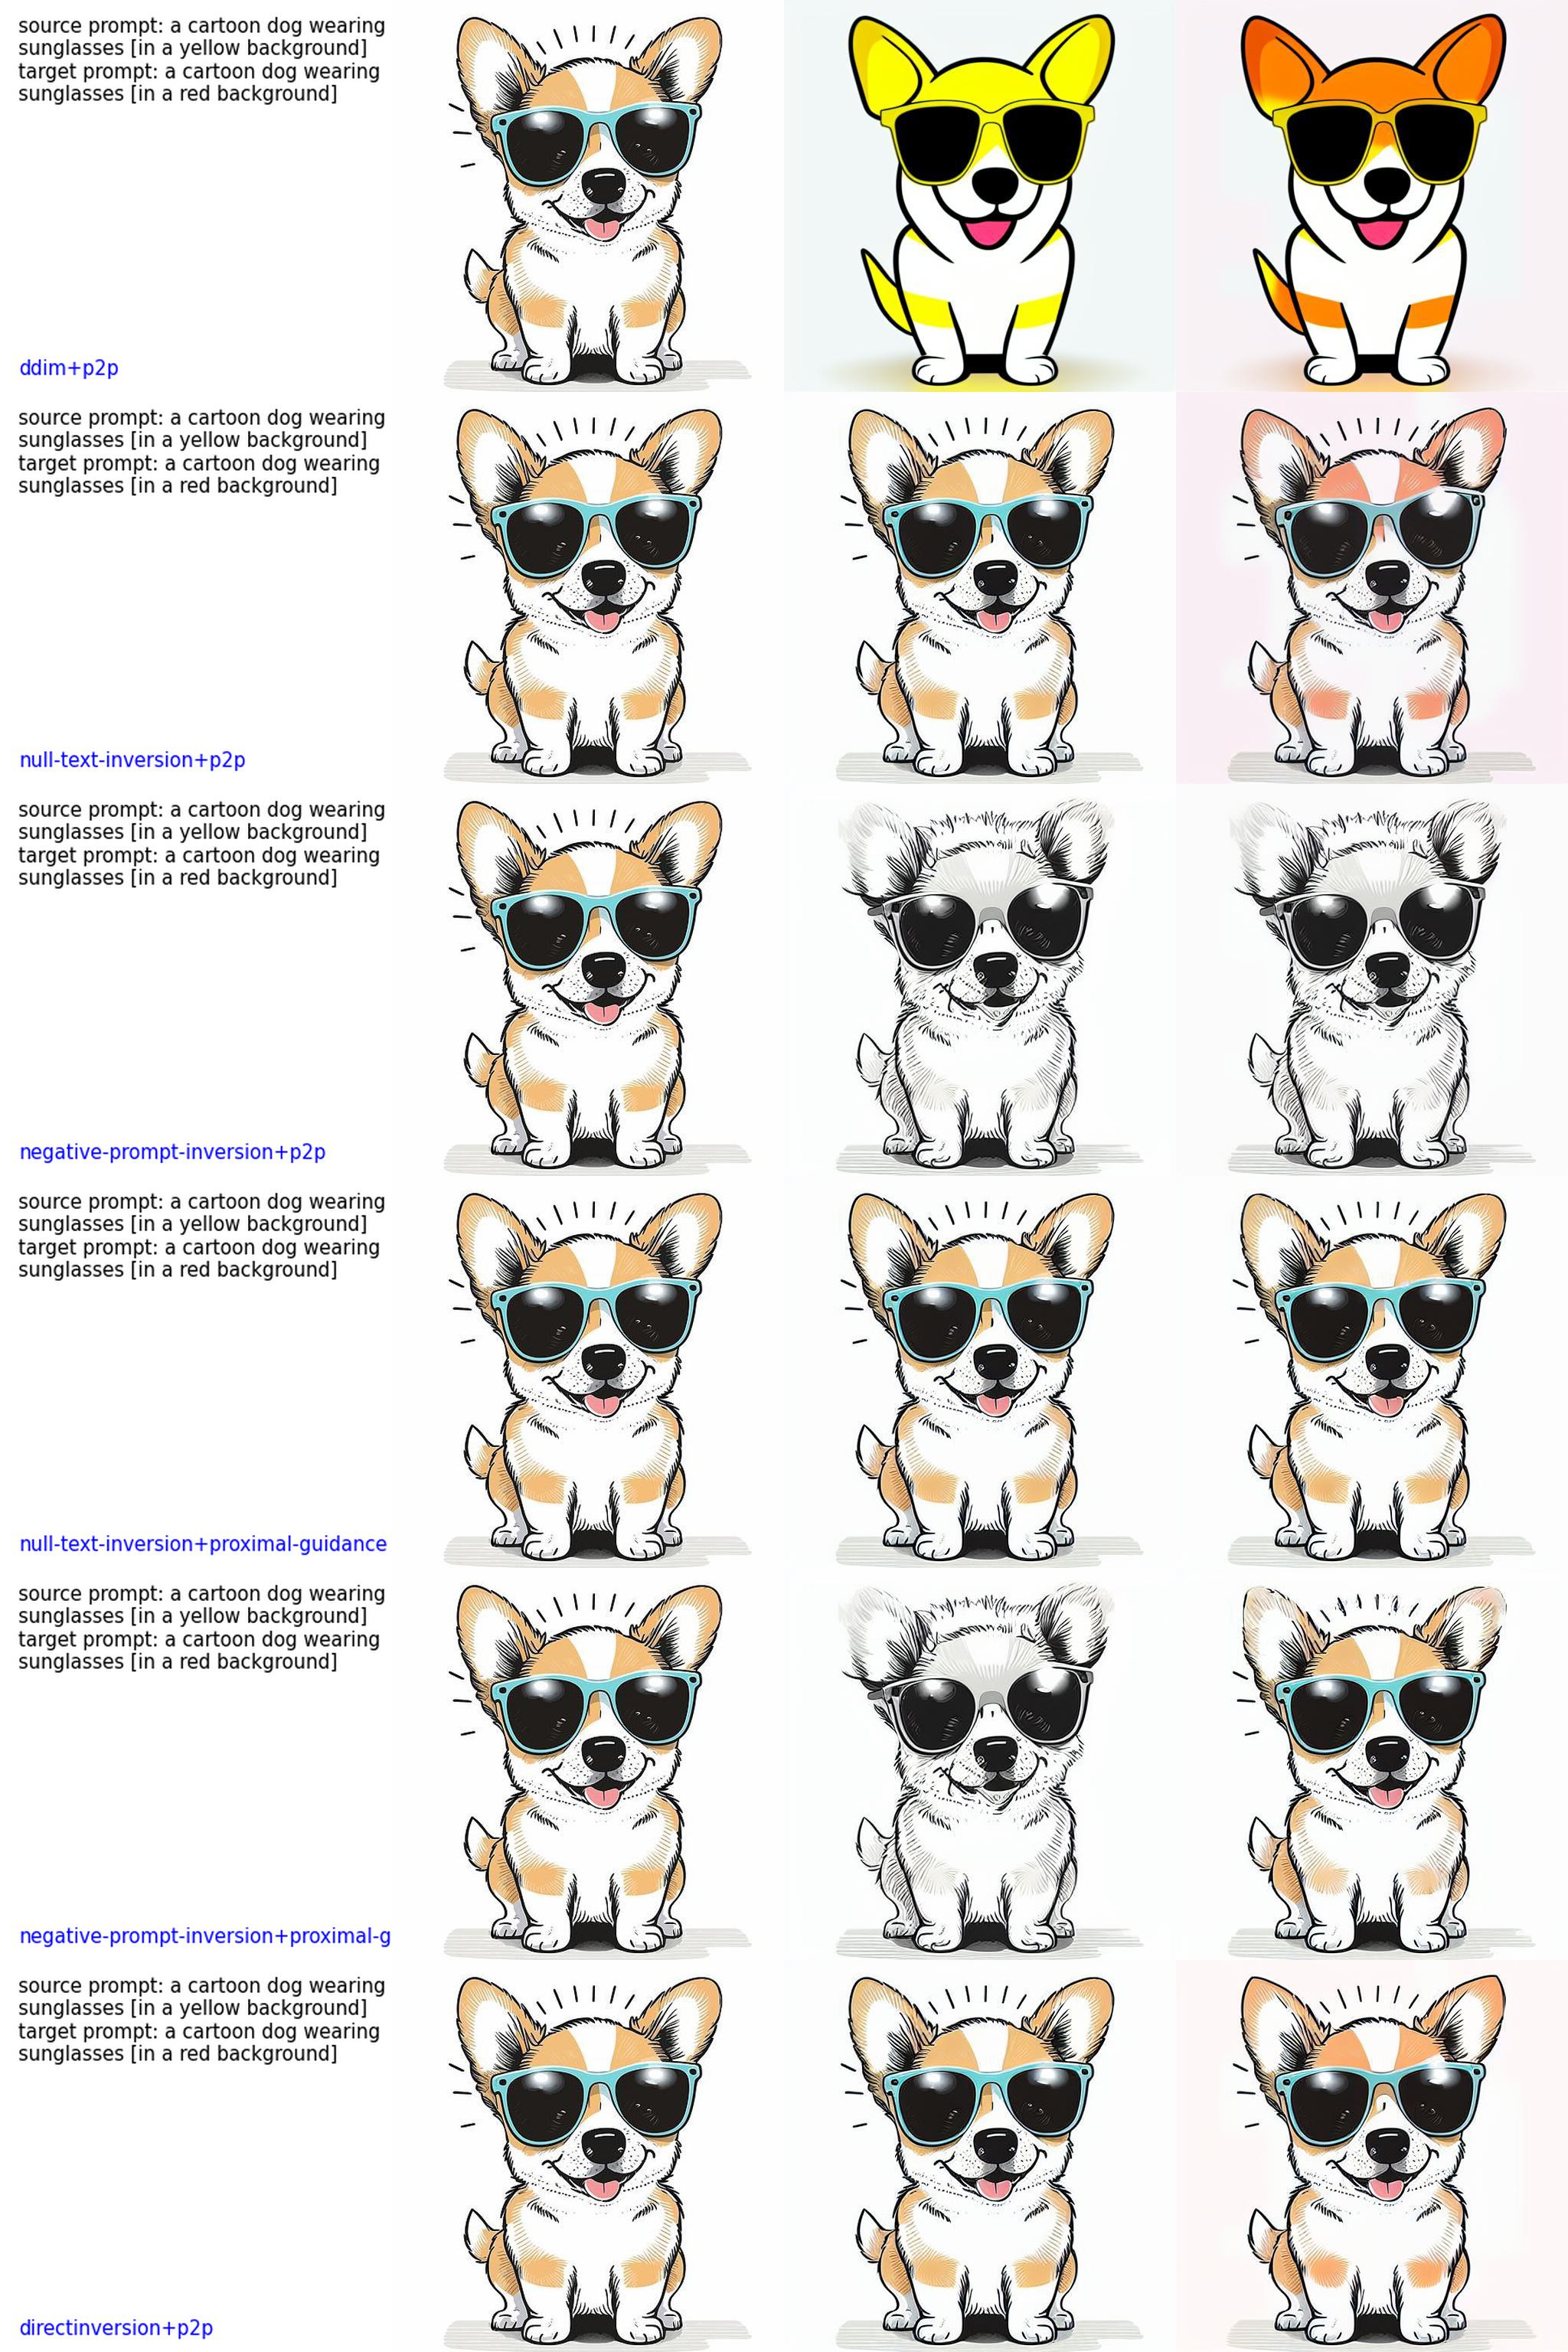 source prompt: a cartoon dog wearing
sunglasses [in a yellow background]
target prompt: a cartoon dog wearing
sunglasses [in a red background]
ddim+p2p
source prompt: a cartoon dog wearing
sunglasses [in a yellow background]
target prompt: a cartoon dog wearing
sunglasses [in a red background]
null-text-inversion+p2p
source prompt: a cartoon dog wearing
sunglasses [in a yellow background]
target prompt: a cartoon dog wearing
sunglasses [in a red background]
negative-prompt-inversion+p2p
source prompt: a cartoon dog wearing
sunglasses [in a yellow background]
target prompt: a cartoon dog wearing
sunglasses [in a red background]
null-text-inversion+proximal-guidance
source prompt: a cartoon dog wearing
sunglasses [in a yellow background]
target prompt: a cartoon dog wearing
sunglasses [in a red background]
negative-prompt-inversion+proximal-g
source prompt: a cartoon dog wearing
sunglasses [in a yellow background]
target prompt: a cartoon dog wearing
sunglasses [in a red background]
directinversion+p2p